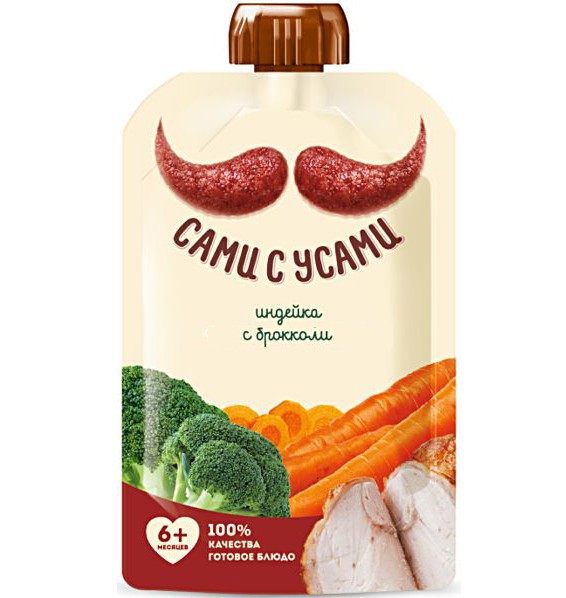 САМИ С УСАМИ
индейка
с брокколи
6+
МЕСЯЦЕВ
100%
КАЧЕСТВА
ГОТОВОЕ БЛЮДО